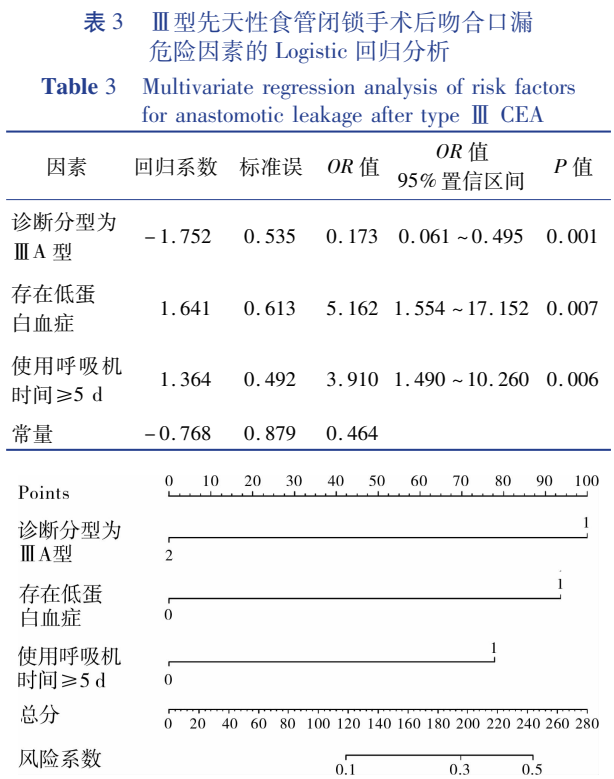 表 3 Ⅲ型先天性食管闭锁手术后吻合口漏
危险因素的 Logistic 回归分析
Table 3 Multivariate regression analysis of risk factors
for anastomotic leakage after type Ⅲ CEA
因素 回归系数 标准误 OR 值 OR 值 95% 置信区间 P 值
诊断分型为
ⅢA 型 -1.752 0.535 0.173 0.061 ~0.495 0.001
存在低蛋
白血症 1.641 0.613 5.162 1.554 ~17.152 0.007
使用呼吸机
时间≥5 d 1.364 0.492 3.910 1.490 ~10.260 0.006
常量 -0.768 0.879 0.464
Points 0 10 20 30 40 50 60 70 80 90 100
诊断分型为 1
ⅢA型 2
存在低蛋 1
白血症 0
使用呼吸机 1
时间≥5 d 0
总分 0 20 40 60 80 100 120 140 160 180 200 220 240 260 280
风险系数 0.1 0.3 0.5